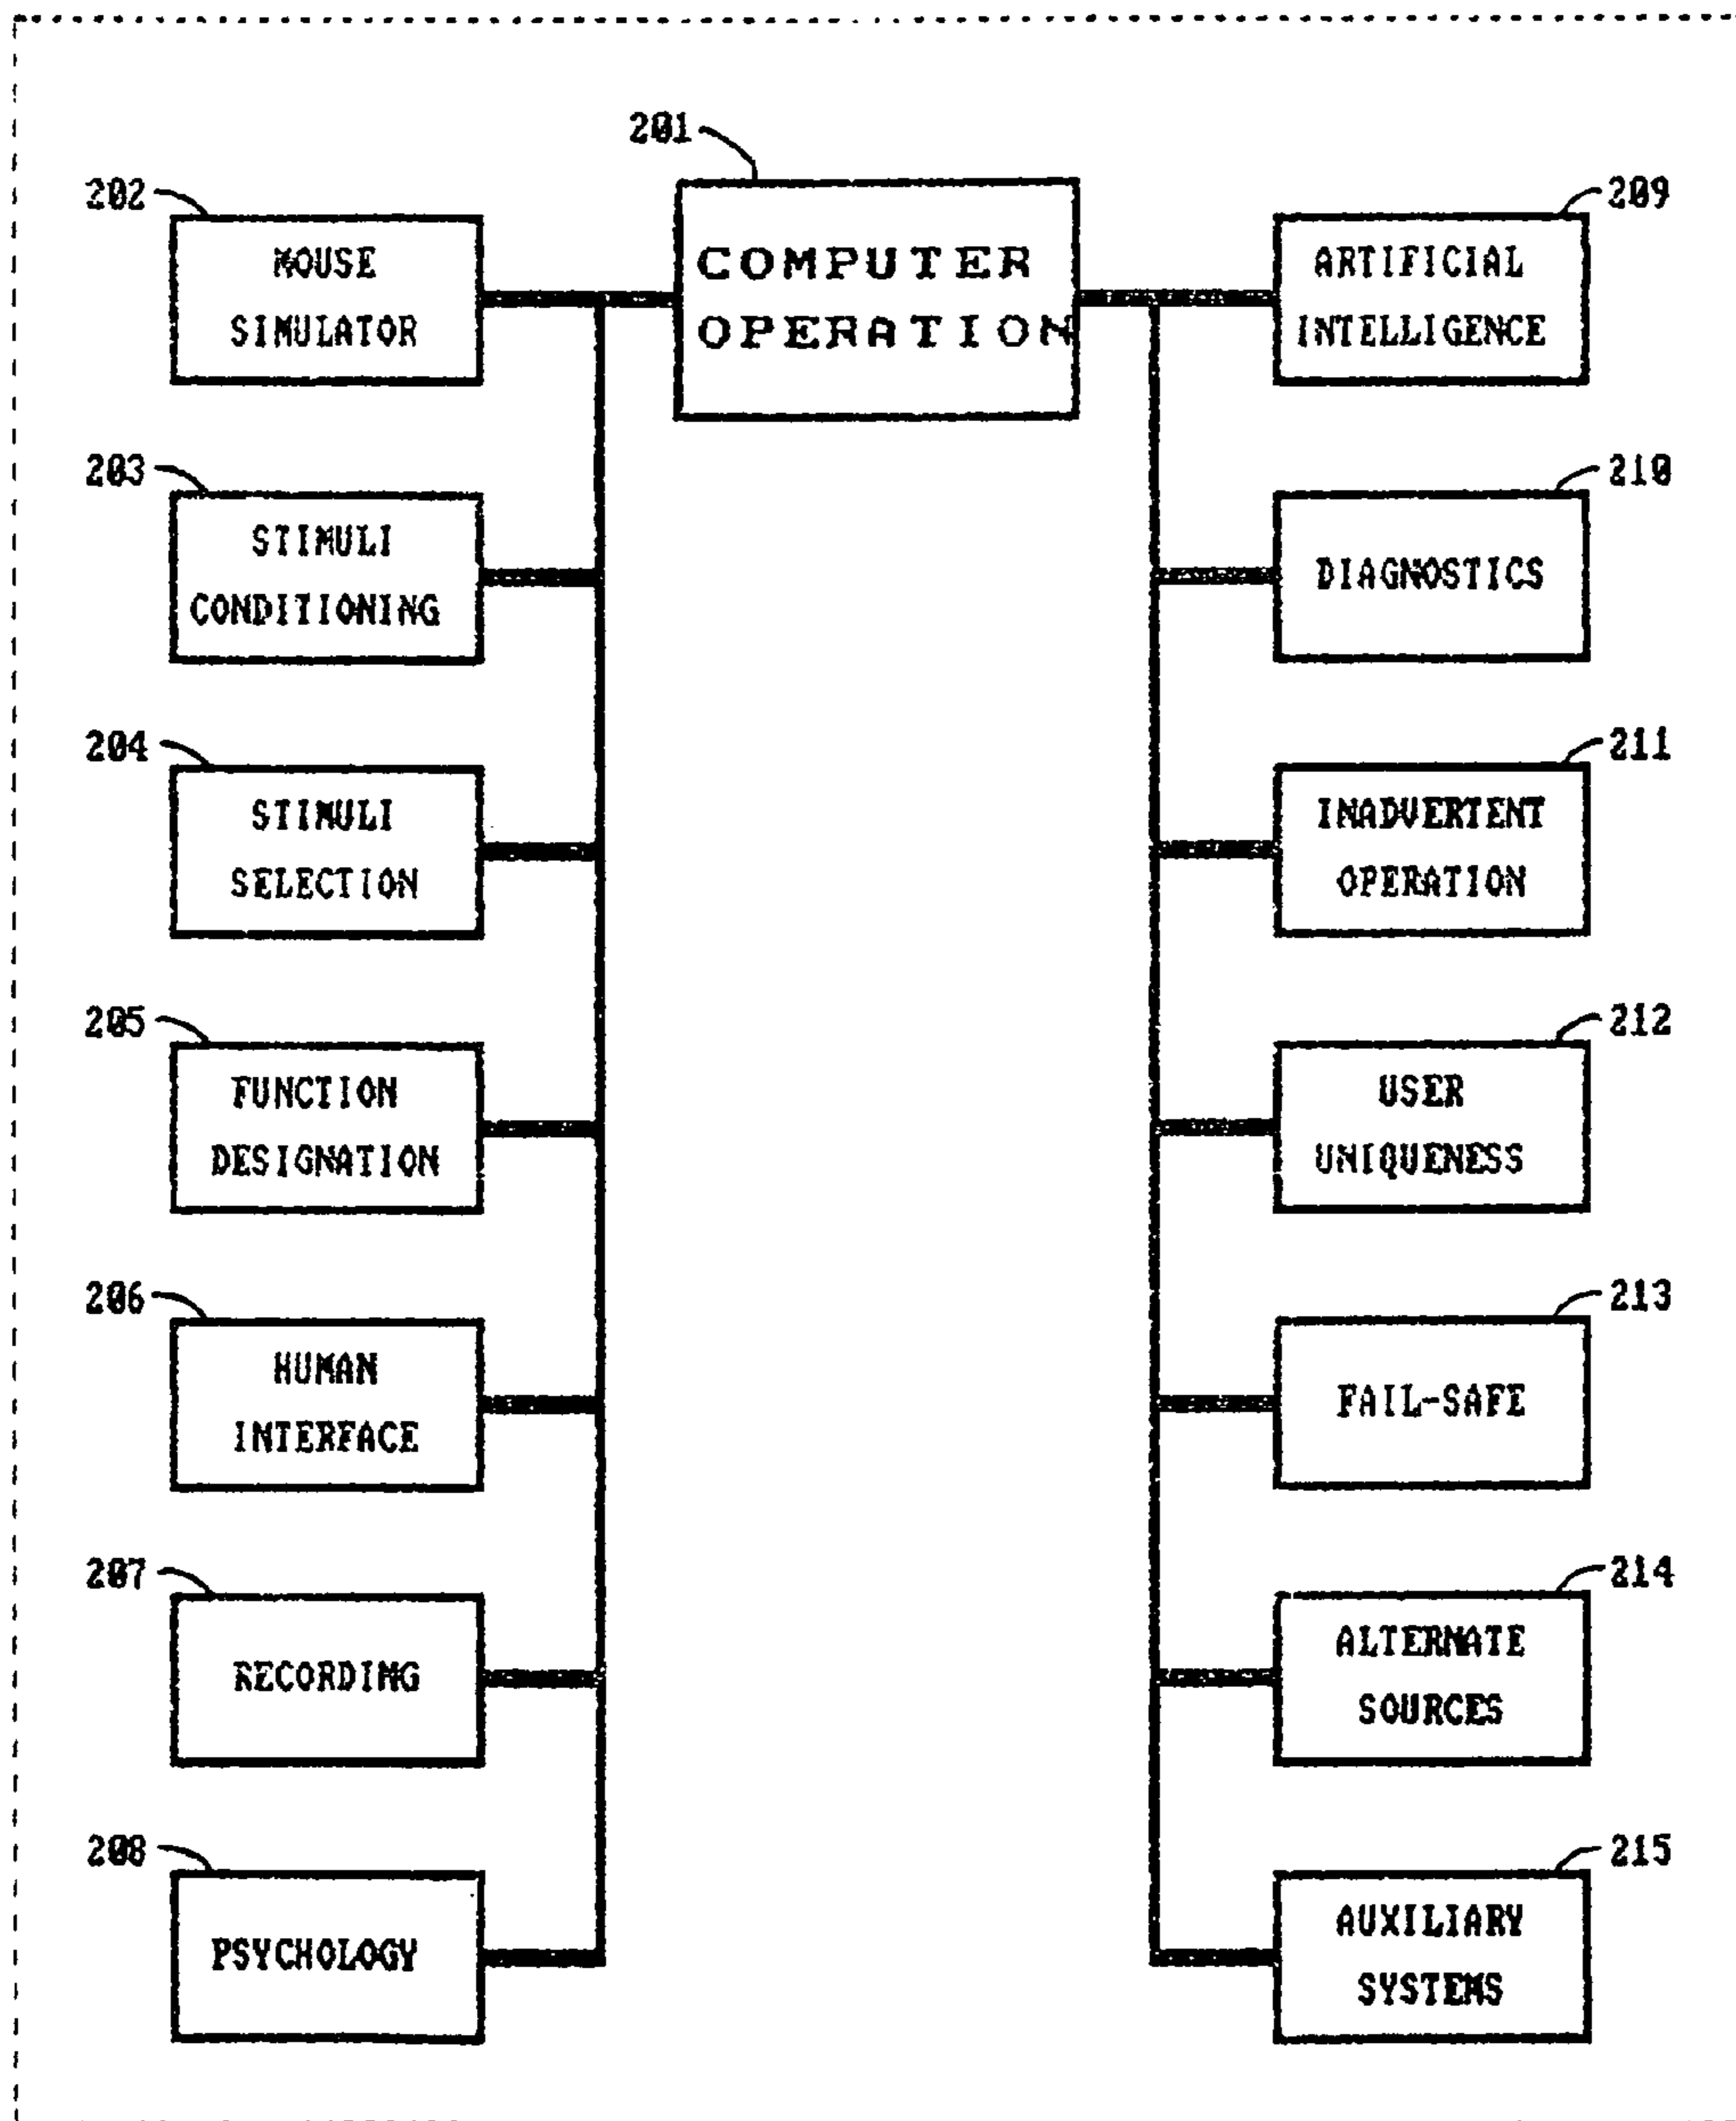 201
COMPUTER
OPERATION
202
MOUSE
SIMULATOR
203
STIMULI
CONDITIONING
204
STIMULI
SELECTION
205
FUNCTION
DESIGNATION
206
HUMAN
INTERFACE
207
RECORDING
208
PSYCHOLOGY
209
ARTIFICIAL
INTELLIGENCE
210
DIAGNOSTICS
211
INADVERTENT
OPERATION
212
USER
UNIQUENESS
213
FAIL-SAFE
214
ALTERNATE
SOURCES
215
AUXILIARY
SYSTEMS